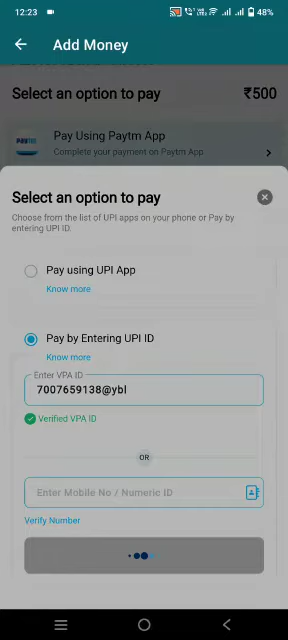 12:23
48%
Add Money
Select an option to pay
₹500
Pay Using Paytm App
Complete your payment on Paytm App
Select an option to pay
Choose from the list of UPI apps on your phone or Pay by
entering UPI ID.
Pay using UPI App
Know more
Pay by Entering UPI ID
Know more
Enter VPA ID
7007659138@ybl
Verified VPA ID
OR
Enter Mobile No / Numeric ID
Verify Number